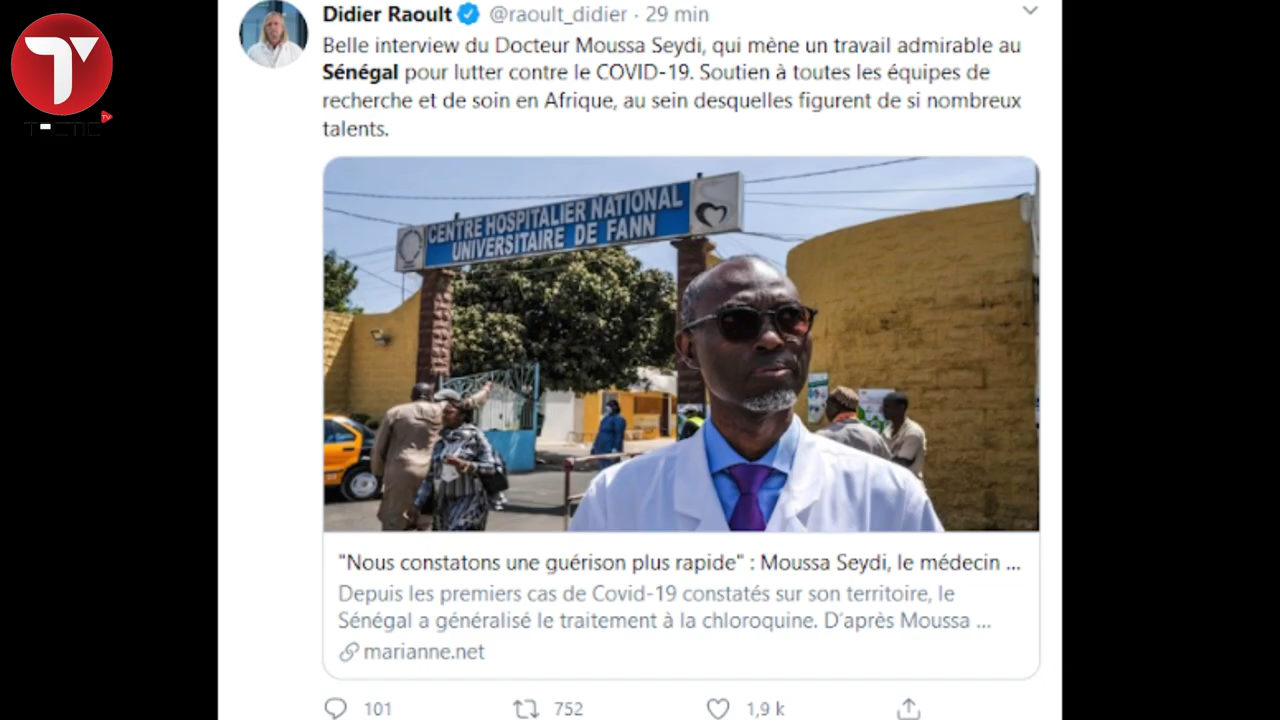 Didier Raoult @raoult_didier · 29 min
Belle interview du Docteur Moussa Seydi, qui mène un travail admirable au
Sénégal pour lutter contre le COVID-19. Soutien à toutes les équipes de
recherche et de soin en Afrique, au sein desquelles figurent de si nombreux
talents.
CENTRE HOSPITALIER NATIONAL
UNIVERSITAIRE DE FANN
"Nous constatons une guérison plus rapide" : Moussa Seydi, le médecin ...
Depuis les premiers cas de Covid-19 constatés sur son territoire, le
Sénégal a généralisé le traitement à la chloroquine. D'après Moussa ...
marianne.net
101 752 1,9 k